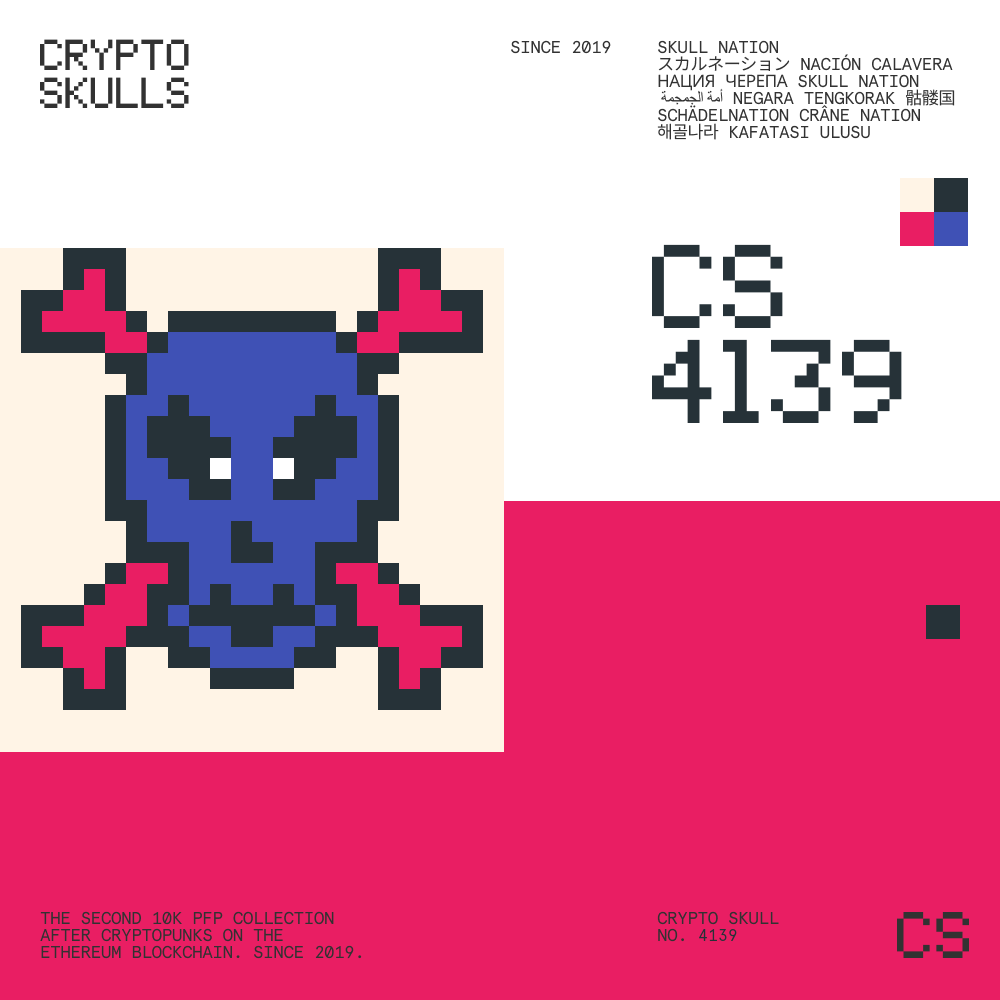 CRYPTO
SKULLS
SINCE 2019
SKULL NATION
スカルネーション NACIÓN CALAVERA
НАЦИЯ ЧЕРЕПА SKULL NATION
أمة الجمجمة NEGARA TENGKORAK 骷髅国
SCHÄDELNATION CRÂNE NATION
해골나라 KAFATASI ULUSU
CS
4139
THE SECOND 10K PFP COLLECTION
AFTER CRYPTOPUNKS ON THE
ETHEREUM BLOCKCHAIN. SINCE 2019.
CRYPTO SKULL
NO. 4139
CS